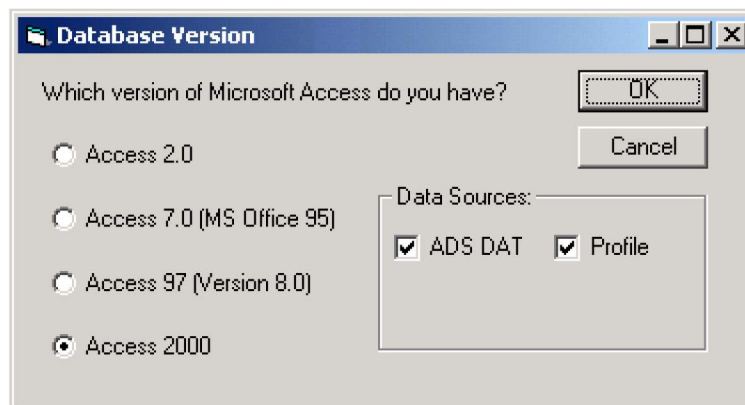 Database Version
Which version of Microsoft Access do you have?
OK
Cancel
Access 2.0
Access 7.0 (MS Office 95)
Access 97 (Version 8.0)
Access 2000
Data Sources:
ADS DAT
Profile